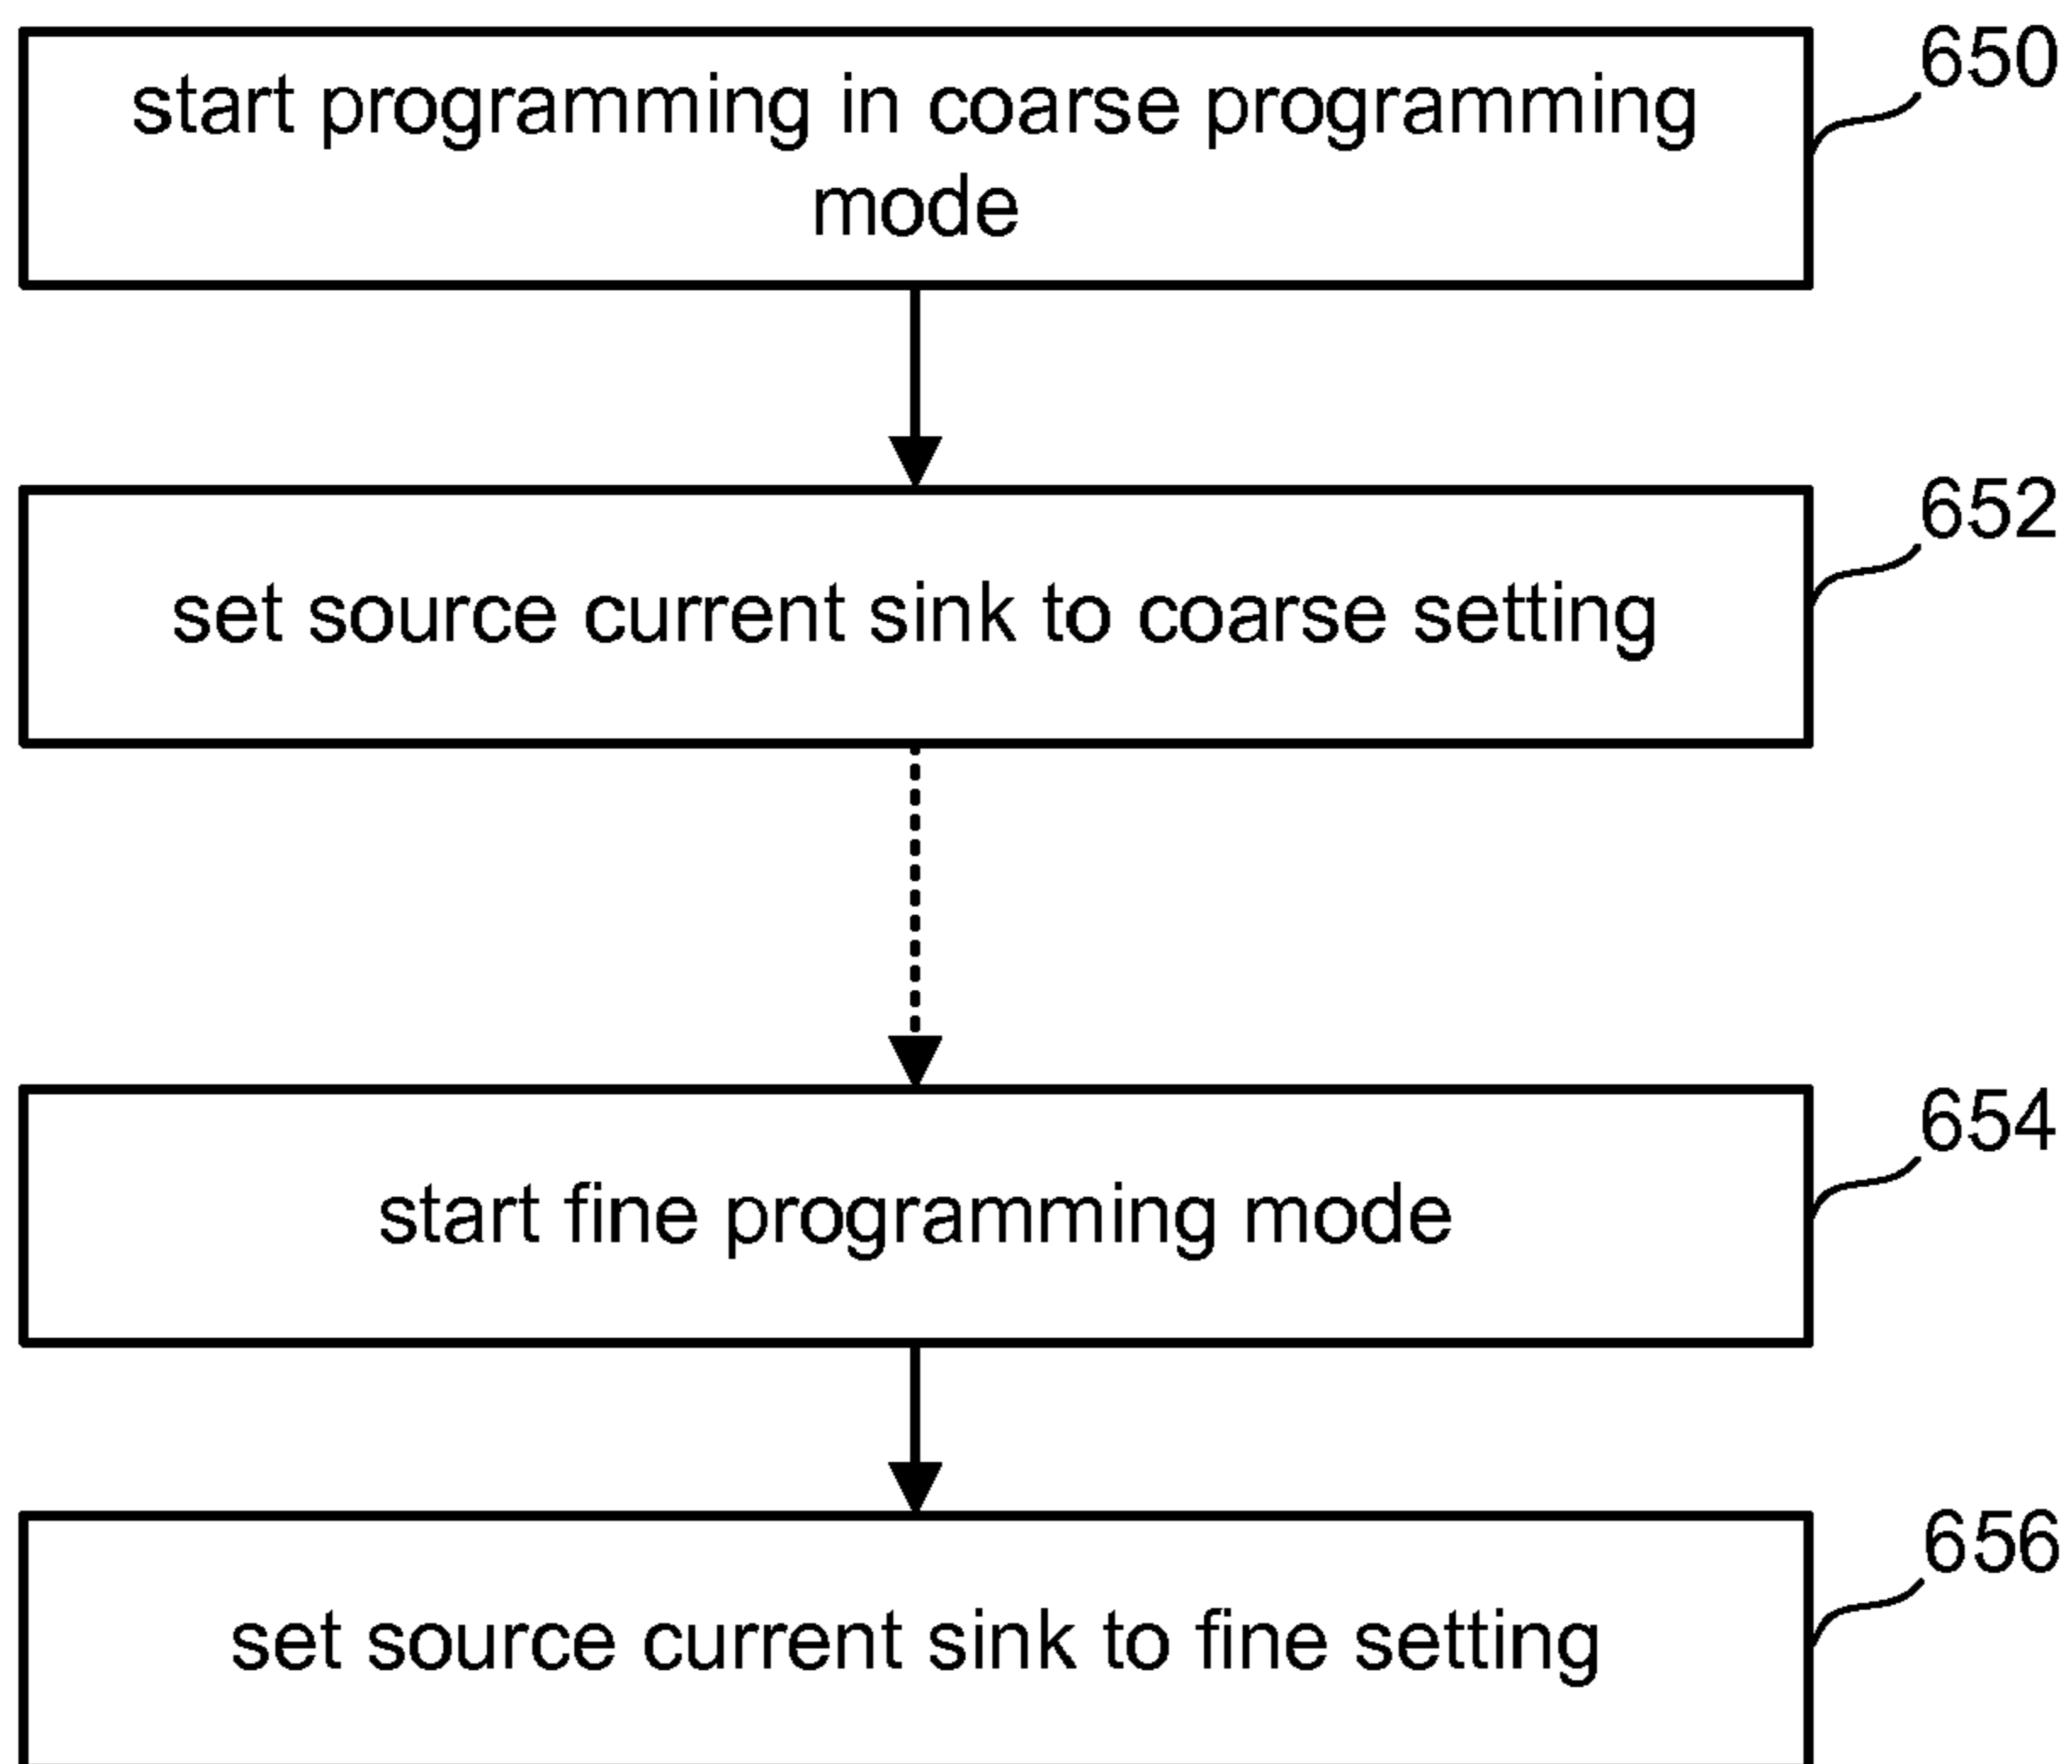 650
start programming in coarse programming
mode
652
set source current sink to coarse setting
654
start fine programming mode
656
set source current sink to fine setting